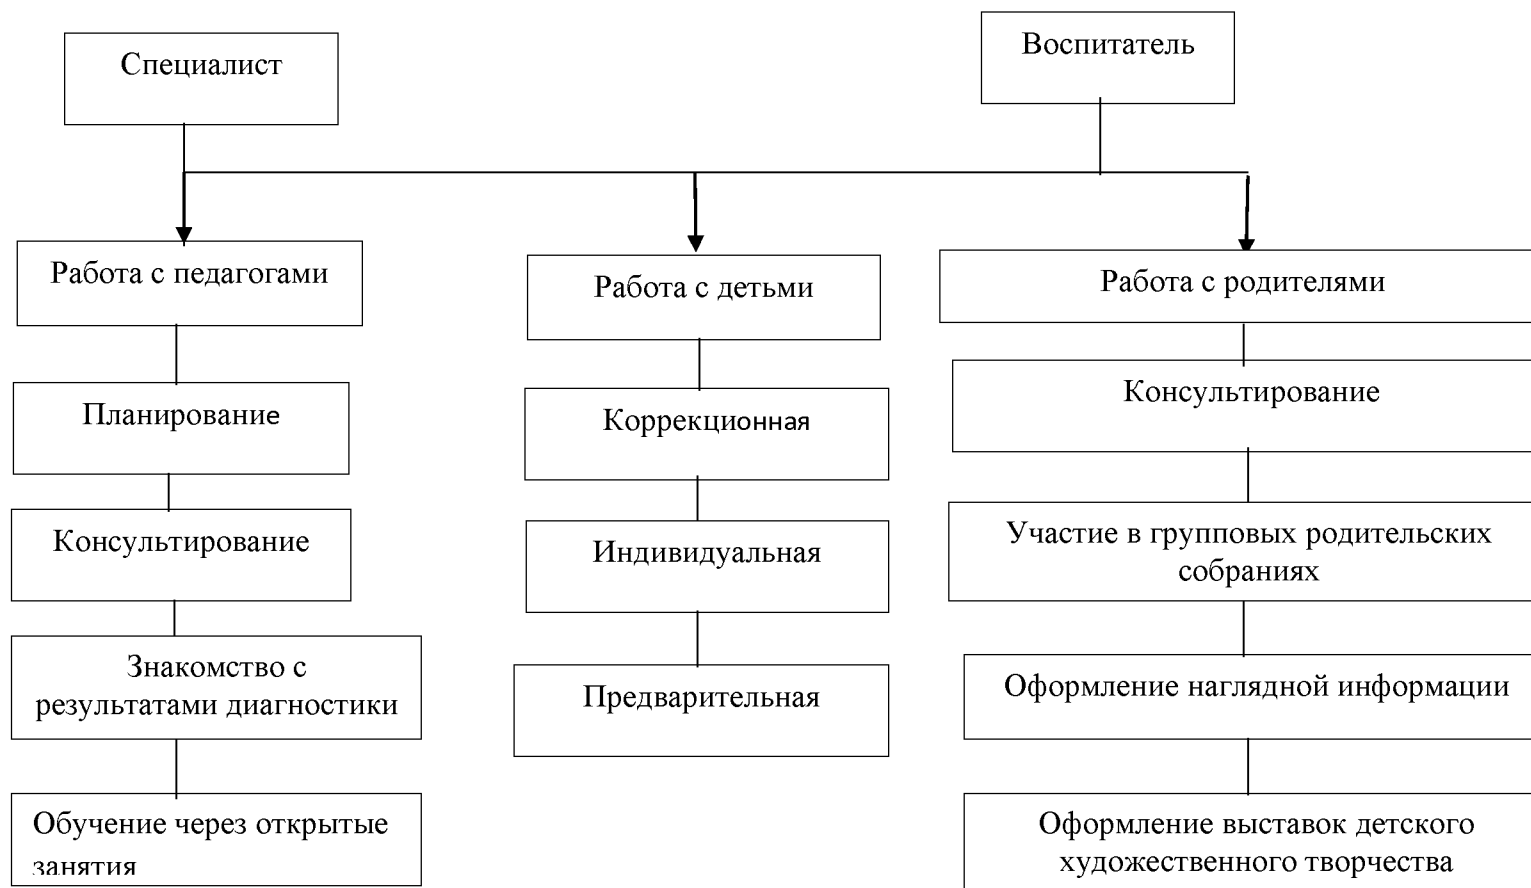 Специалист
Воспитатель
Работа с педагогами
Планирование
Консультирование
Знакомство с
результатами диагностики
Обучение через открытые
занятия
Работа с детьми
Коррекционная
Индивидуальная
Предварительная
Работа с родителями
Консультирование
Участие в групповых родительских
собраниях
Оформление наглядной информации
Оформление выставок детского
художественного творчества